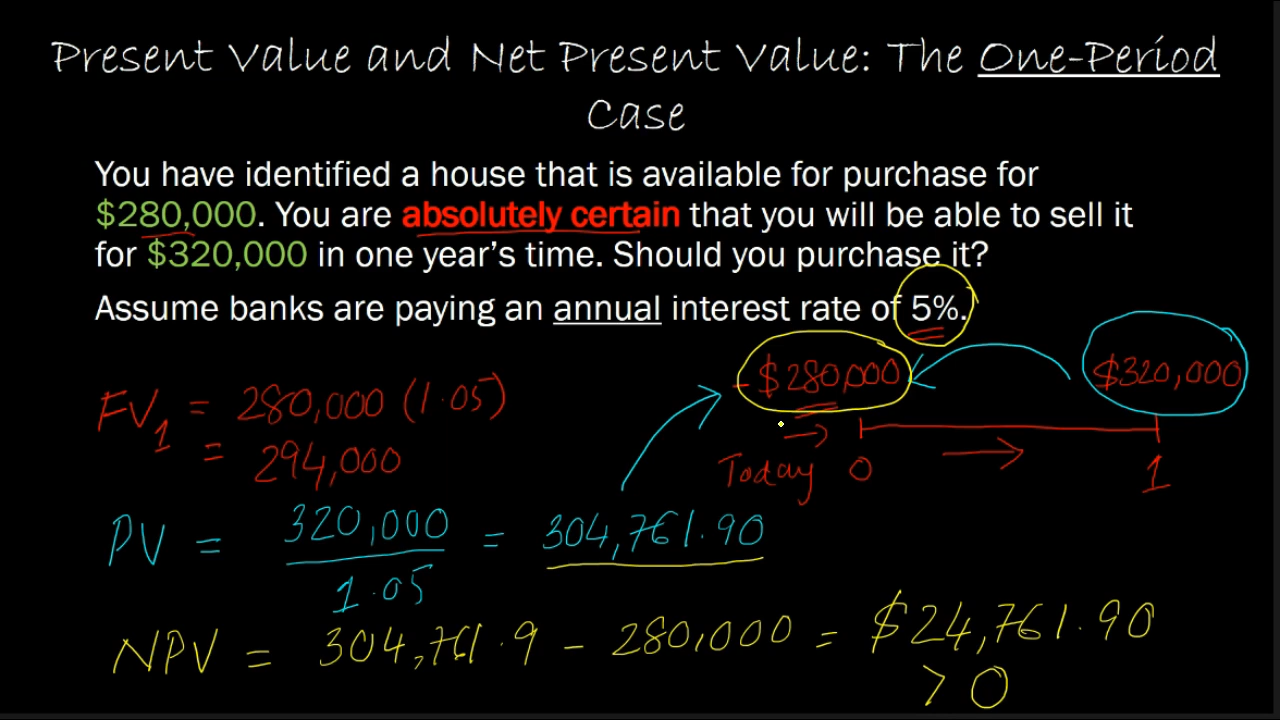 Present Value and Net Present Value: The One-Period
Case
You have identified a house that is available for purchase for
$280,000. You are absolutely certain that you will be able to sell it
for $320,000 in one year’s time. Should you purchase it?
Assume banks are paying an annual interest rate of 5%.
- $280,000 $320,000
FV1 = 280,000 (1.05)
= 294,000
Today 0 1
PV = 320,000 = 304,761.90
1.05
NPV = 304,761.9 - 280,000 = $24,761.90
> 0